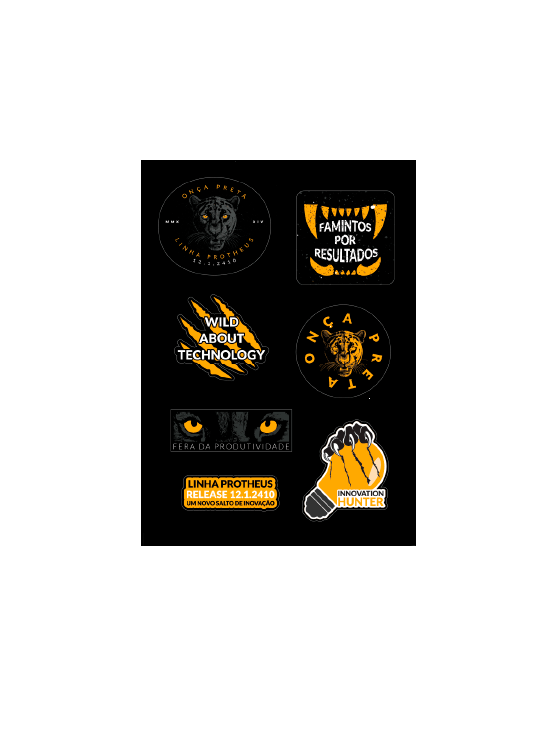 ONÇA PRETA
MMX XIV
LINHA PROTHEUS
12.1.2410
FAMINTOS
POR
RESULTADOS
WILD
ABOUT
TECHNOLOGY
ONÇA PRETA
FERA DA PRODUTIVIDADE
LINHA PROTHEUS
RELEASE 12.1.2410
UM NOVO SALTO DE INOVAÇÃO
INNOVATION
HUNTER